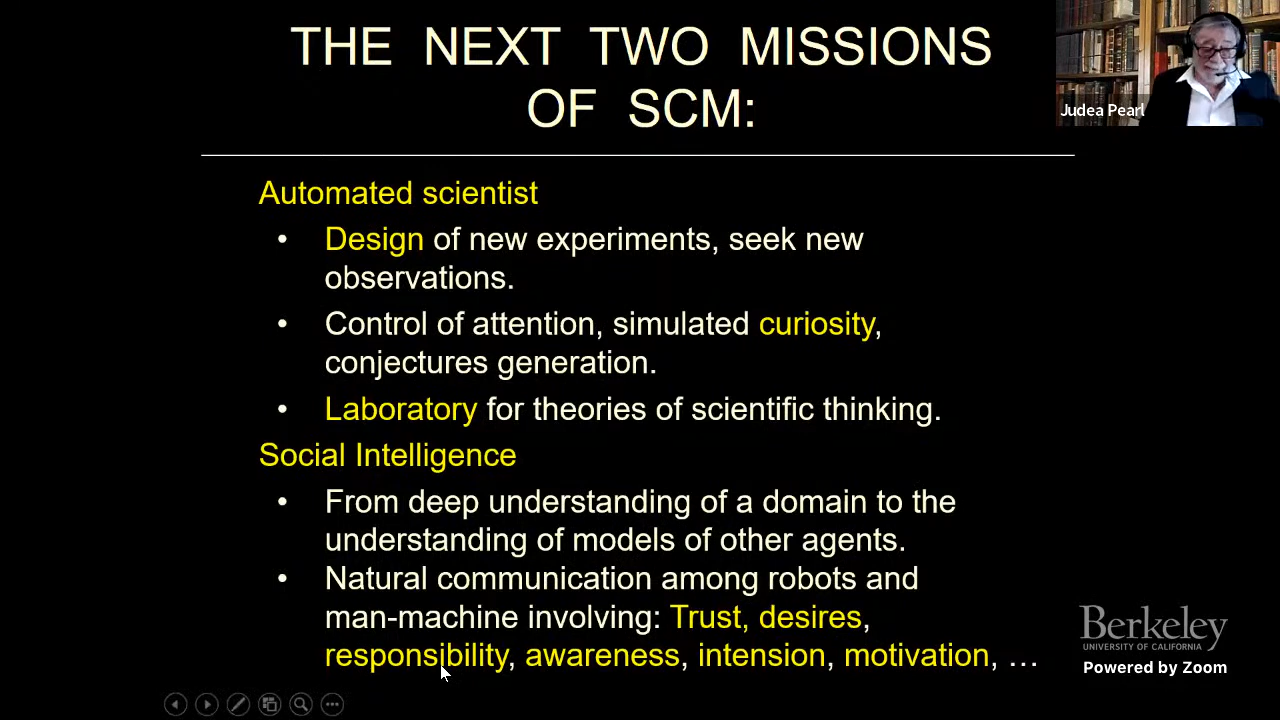 THE NEXT TWO MISSIONS
OF SCM:
Judea Pearl
Automated scientist
• Design of new experiments, seek new
observations.
• Control of attention, simulated curiosity,
conjectures generation.
• Laboratory for theories of scientific thinking.
Social Intelligence
• From deep understanding of a domain to the
understanding of models of other agents.
• Natural communication among robots and
man-machine involving: Trust, desires,
responsibility, awareness, intension, motivation, …
Berkeley
UNIVERSITY OF CALIFORNIA
Powered by Zoom